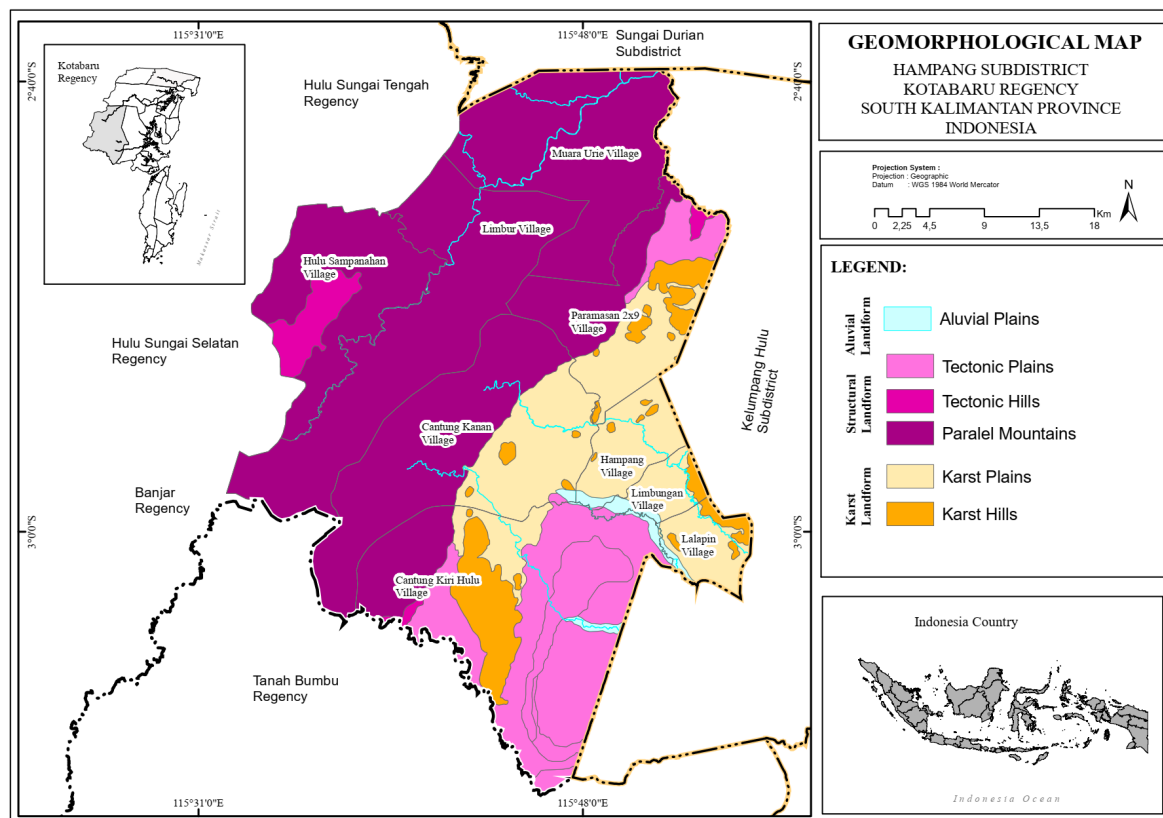 115°31'0"E
115°48'0"E
Sungai Durian
Subdistrict
Kotabaru
Regency
2°40'0"S
2°40'0"S
Hulu Sungai Tengah
Regency
Muara Urie Village
Limbur Village
Hulu Sampanahan
Village
Makassar Strait
Paramasan 2x9
Village
Hulu Sungai Selatan
Regency
Kelumpang Hulu
Subdistrict
Cantung Kanan
Village
Hampang
Village
Banjar
Regency
Limbungan
Village
3°0'0"S
3°0'0"S
Lalapin
Village
Cantung Kiri Hulu
Village
Tanah Bumbu
Regency
115°31'0"E
115°48'0"E
GEOMORPHOLOGICAL MAP
HAMPANG SUBDISTRICT
KOTABARU REGENCY
SOUTH KALIMANTAN PROVINCE
INDONESIA
Projection System :
Projection : Geographic
Datum : WGS 1984 World Mercator
N
Km
0 2,25 4,5 9 13,5 18
LEGEND:
Aluvial
Landform
Aluvial Plains
Structural
Landform
Tectonic Plains
Tectonic Hills
Paralel Mountains
Karst
Landform
Karst Plains
Karst Hills
Indonesia Country
Indonesia Ocean